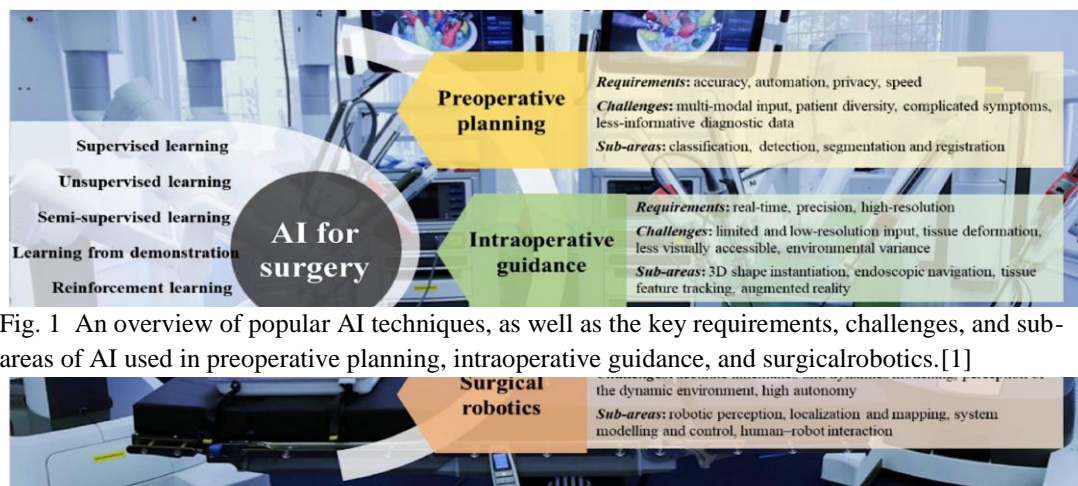 Preoperative
planning
Requirements: accuracy, automation, privacy, speed
Challenges: multi-modal input, patient diversity, complicated symptoms,
less-informative diagnostic data
Sub-areas: classification, detection, segmentation and registration
Supervised learning
Unsupervised learning
Semi-supervised learning
Learning from demonstration
Reinforcement learning
AI for
surgery
Intraoperative
guidance
Requirements: real-time, precision, high-resolution
Challenges: limited and low-resolution input, tissue deformation,
less visually accessible, environmental variance
Sub-areas: 3D shape instantiation, endoscopic navigation, tissue
feature tracking, augmented reality
Fig. 1 An overview of popular AI techniques, as well as the key requirements, challenges, and sub-
areas of AI used in preoperative planning, intraoperative guidance, and surgicalrobotics.[1]
Surgical
robotics
the dynamic environment, high autonomy
Sub-areas: robotic perception, localization and mapping, system
modelling and control, human–robot interaction